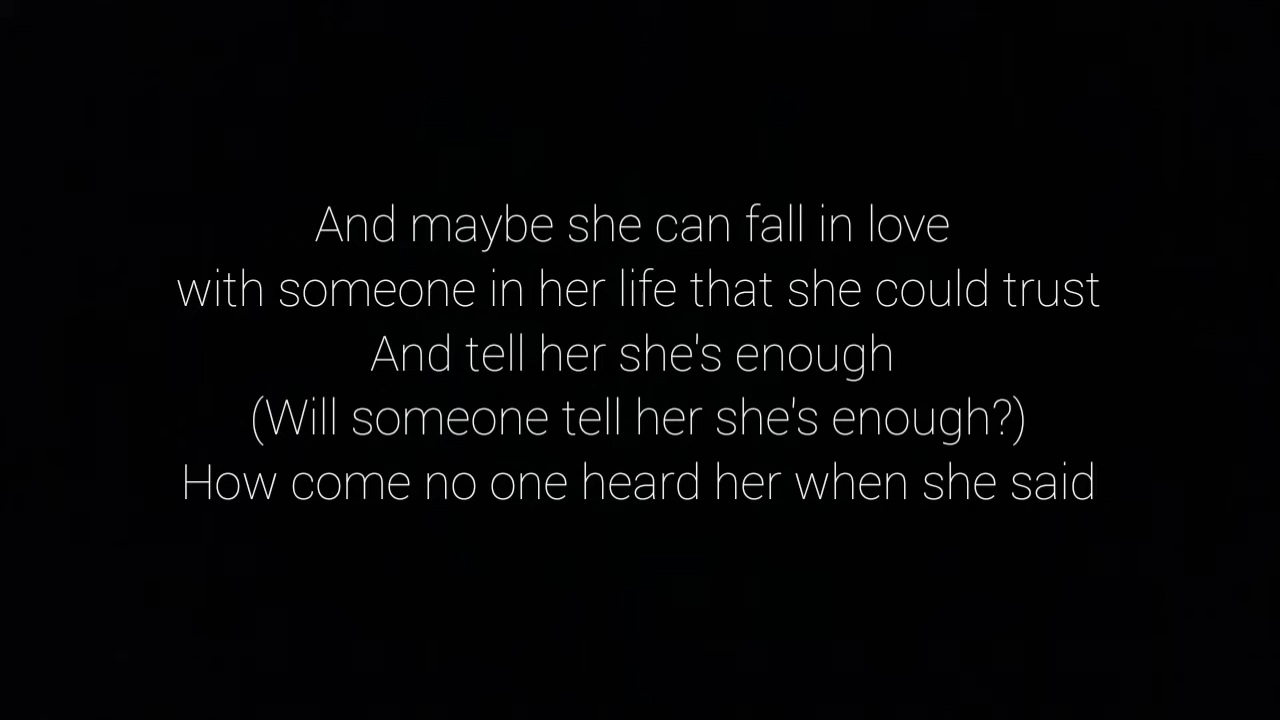 And maybe she can fall in love
with someone in her life that she could trust
And tell her she's enough
(Will someone tell her she's enough?)
How come no one heard her when she said